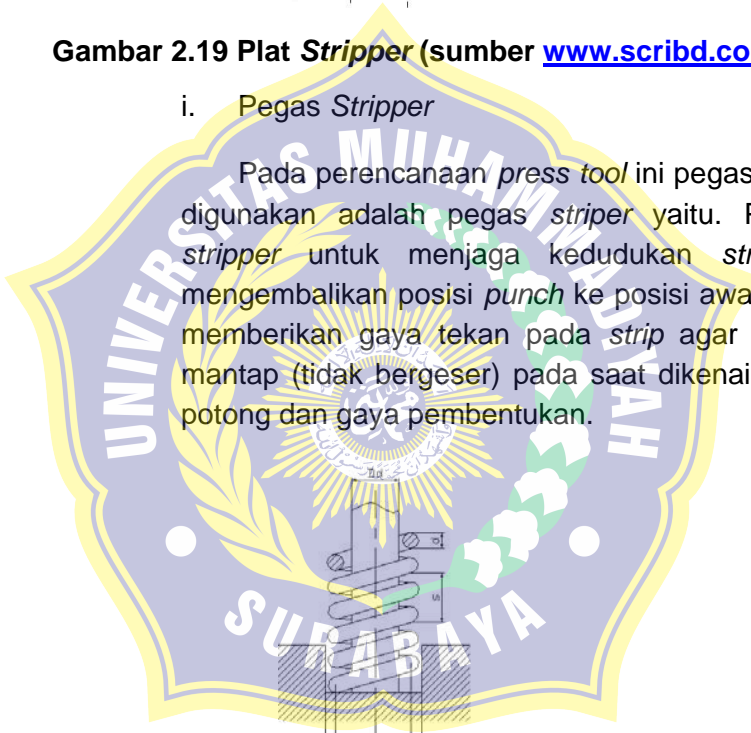 Gambar 2.19 Plat Stripper (sumber www.scribd.co
i. Pegas Stripper
Pada perencanaan press tool ini pegas
digunakan adalah pegas striper yaitu. P
stripper untuk menjaga kedudukan str
mengembalikan posisi punch ke posisi awa
memberikan gaya tekan pada strip agar
mantap (tidak bergeser) pada saat dikenai
potong dan gaya pembentukan.
UNIVERSITAS MUHAMMADIYAH
SURABAYA
d
s